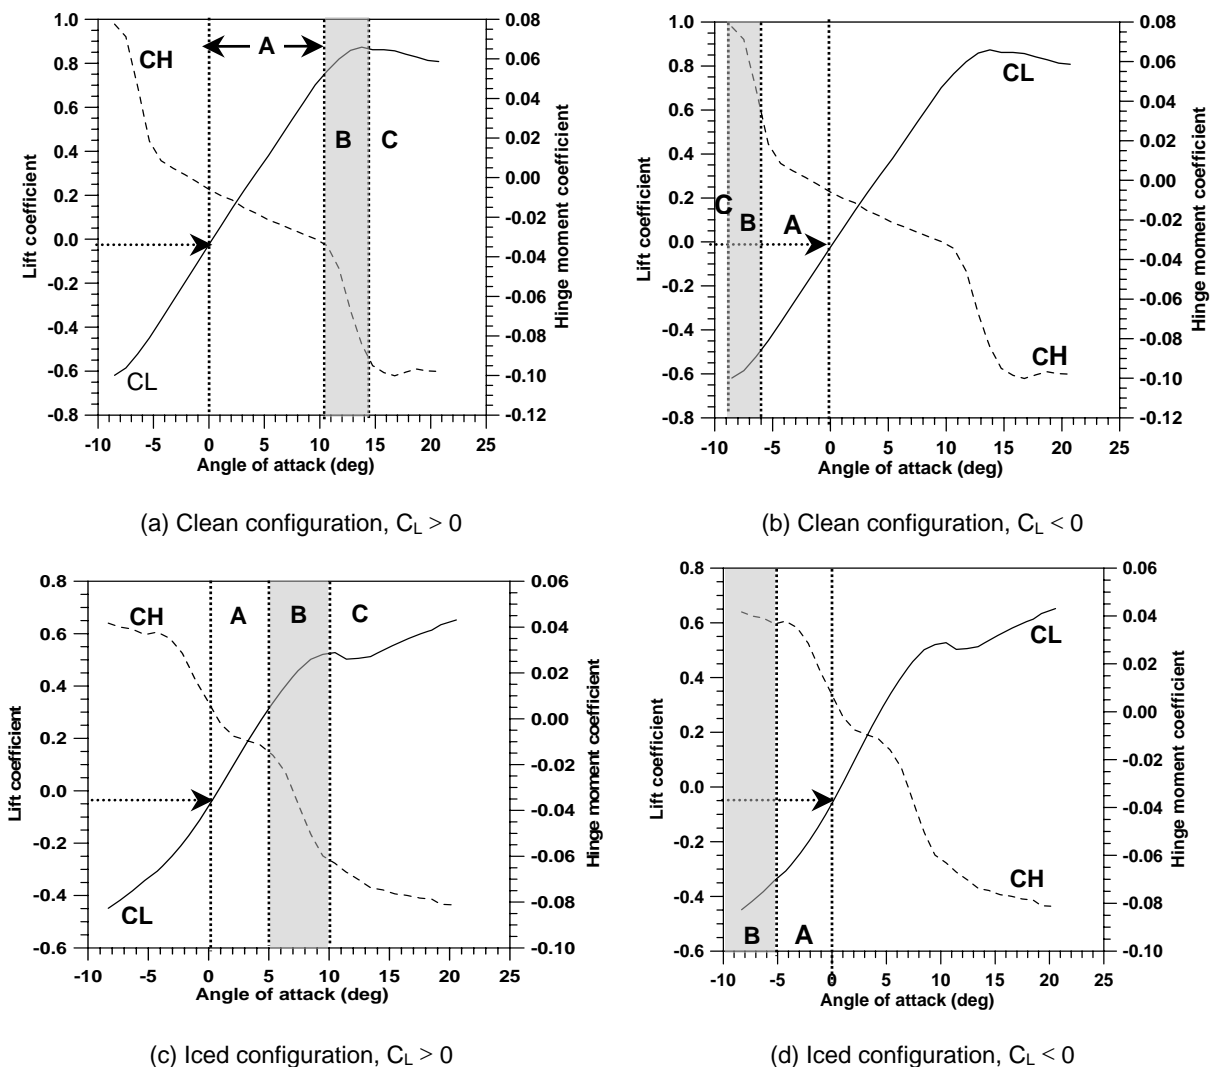 1.0
0.8
0.6
0.4
0.2
0.0
-0.2
-0.4
-0.6
-0.8
Lift coefficient
CH
A
B
C
CL
0.08
0.06
0.04
0.02
0.00
-0.02
-0.04
-0.06
-0.08
-0.10
-0.12
Hinge moment coefficient
-10 -5 0 5 10 15 20 25
Angle of attack (deg)
(a) Clean configuration, CL > 0
1.0
0.8
0.6
0.4
0.2
0.0
-0.2
-0.4
-0.6
-0.8
Lift coefficient
CL
C
B
A
CH
0.08
0.06
0.04
0.02
0.00
-0.02
-0.04
-0.06
-0.08
-0.10
-0.12
Hinge moment coefficient
-10 -5 0 5 10 15 20 25
Angle of attack (deg)
(b) Clean configuration, CL < 0
0.8
0.6
0.4
0.2
0.0
-0.2
-0.4
-0.6
Lift coefficient
CH
A
B
C
CL
0.06
0.04
0.02
0.00
-0.02
-0.04
-0.06
-0.08
-0.10
Hinge moment coefficient
-10 -5 0 5 10 15 20 25
Angle of attack (deg)
(c) Iced configuration, CL > 0
0.8
0.6
0.4
0.2
0.0
-0.2
-0.4
-0.6
Lift coefficient
CL
CH
B
A
0.06
0.04
0.02
0.00
-0.02
-0.04
-0.06
-0.08
-0.10
Hinge moment coefficient
-10 -5 0 5 10 15 20 25
Angle of attack (deg)
(d) Iced configuration, CL < 0